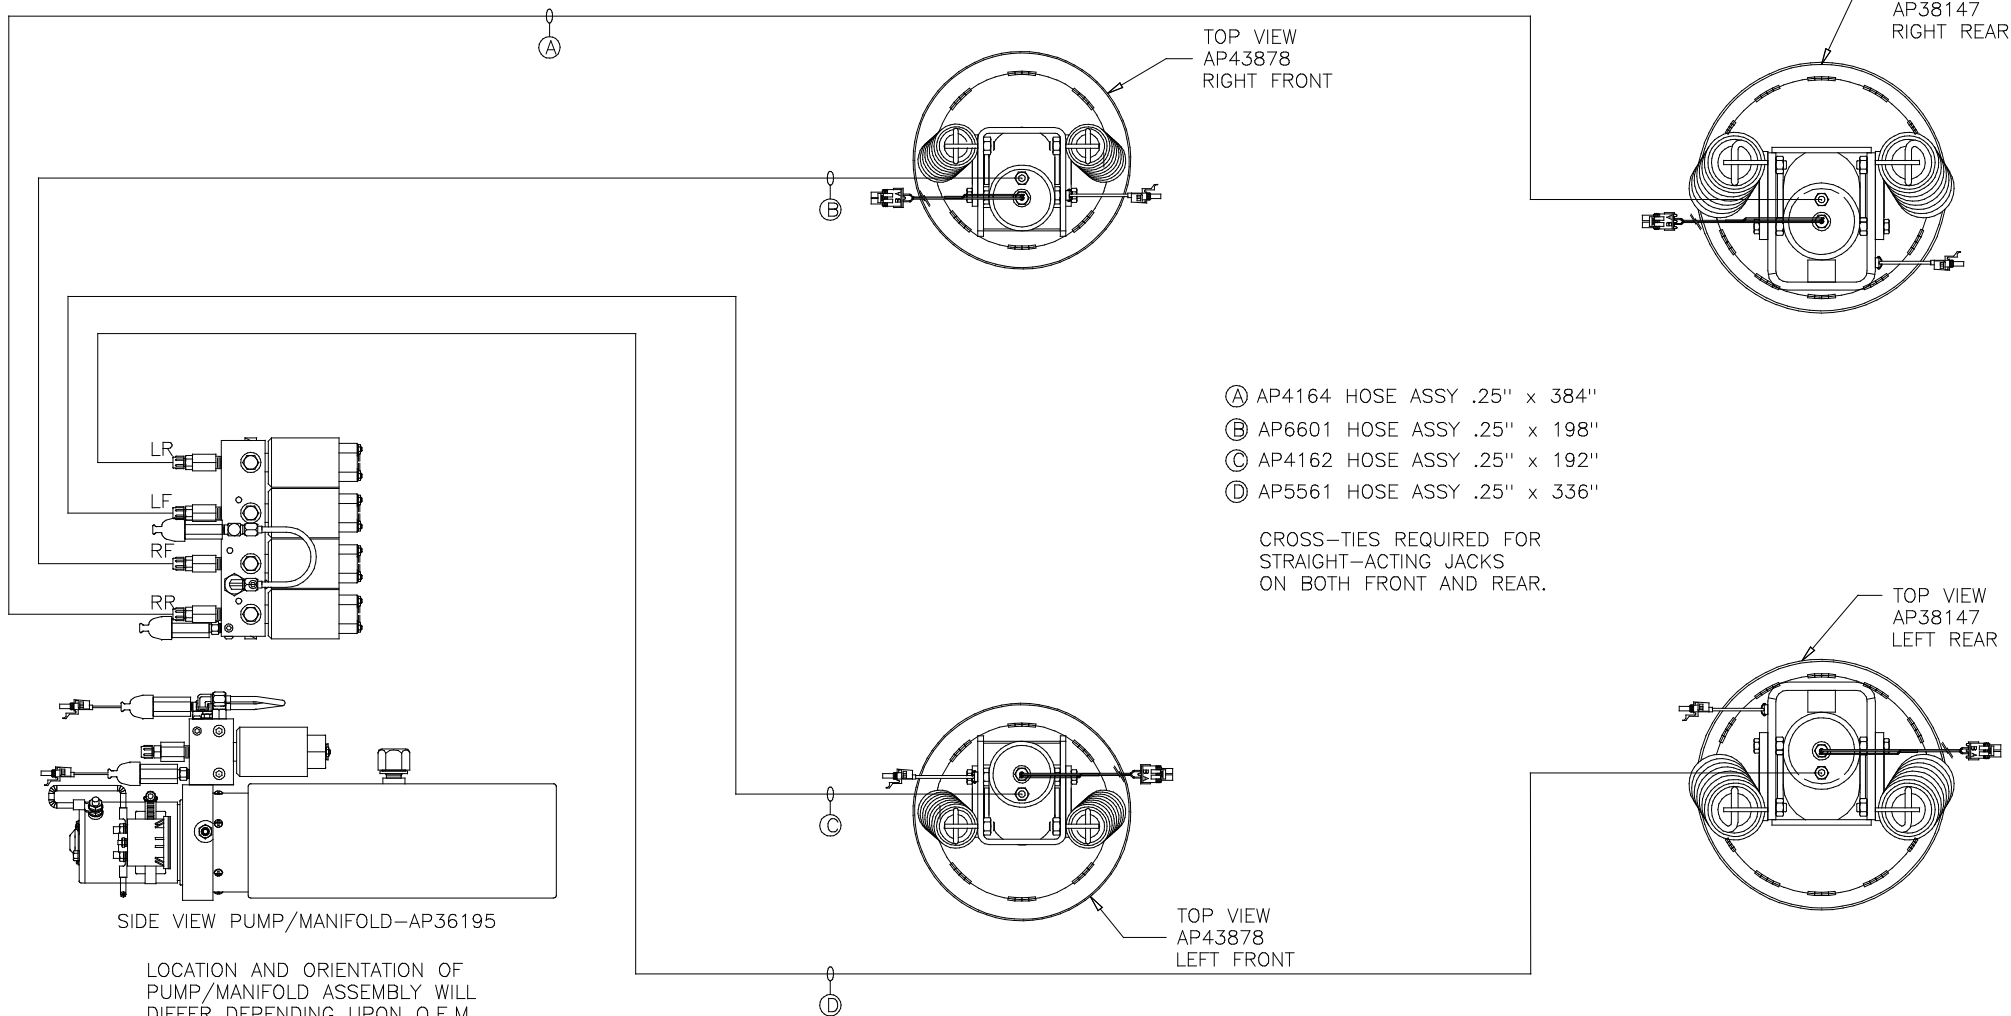 AP38147
RIGHT REAR
A
TOP VIEW
AP43878
RIGHT FRONT
B
A AP4164 HOSE ASSY .25" x 384"
B AP6601 HOSE ASSY .25" x 198"
C AP4162 HOSE ASSY .25" x 192"
D AP5561 HOSE ASSY .25" x 336"
CROSS-TIES REQUIRED FOR
STRAIGHT-ACTING JACKS
ON BOTH FRONT AND REAR.
LR
LF
RF
RR
TOP VIEW
AP38147
LEFT REAR
C
SIDE VIEW PUMP/MANIFOLD-AP36195
TOP VIEW
AP43878
LEFT FRONT
LOCATION AND ORIENTATION OF
PUMP/MANIFOLD ASSEMBLY WILL
DIFFER DEPENDING UPON O.E.M.
D